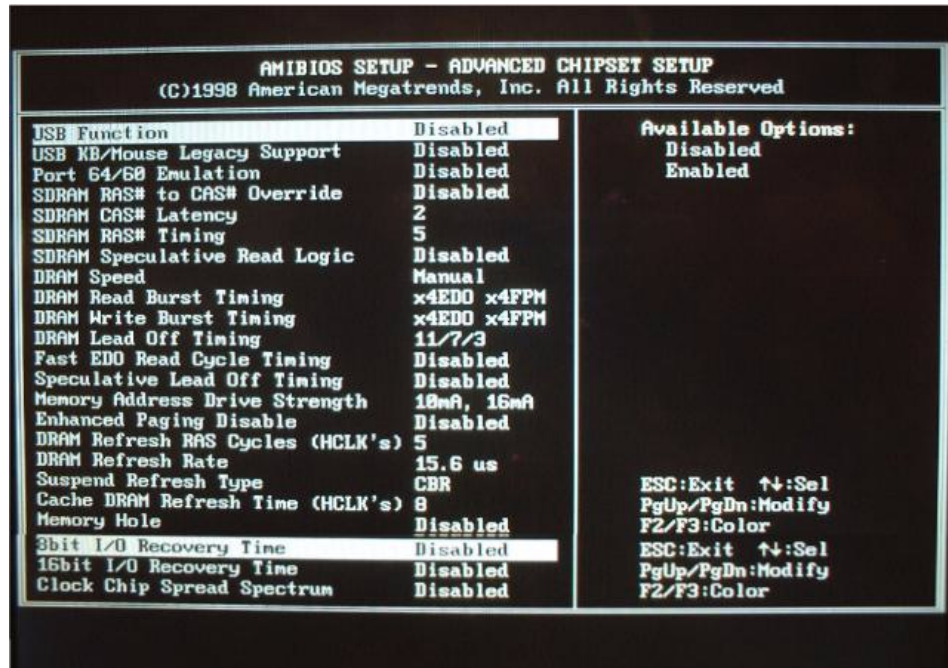 AMIBIOS SETUP - ADVANCED CHIPSET SETUP
(C)1998 American Megatrends, Inc. All Rights Reserved
USB Function Disabled
USB KB/Mouse Legacy Support Disabled
Port 64/60 Emulation Disabled
SDRAM RAS# to CAS# Override Disabled
SDRAM CAS# Latency 2
SDRAM RAS# Timing 5
SDRAM Speculative Read Logic Disabled
DRAM Speed Manual
DRAM Read Burst Timing x4EDO x4FPM
DRAM Write Burst Timing x4EDO x4FPM
DRAM Lead Off Timing 11/7/3
Fast EDO Read Cycle Timing Disabled
Speculative Lead Off Timing Disabled
Memory Address Drive Strength 10mA, 16mA
Enhanced Paging Disable Disabled
DRAM Refresh RAS Cycles (HCLK's) 5
DRAM Refresh Rate 15.6 us
Suspend Refresh Type CBR
Cache DRAM Refresh Time (HCLK's) 8
Memory Hole Disabled
8bit I/O Recovery Time Disabled
16bit I/O Recovery Time Disabled
Clock Chip Spread Spectrum Disabled
Available Options:
Disabled
Enabled
ESC:Exit ↑↓:Sel
PgUp/PgDn:Modify
F2/F3:Color
ESC:Exit ↑↓:Sel
PgUp/PgDn:Modify
F2/F3:Color